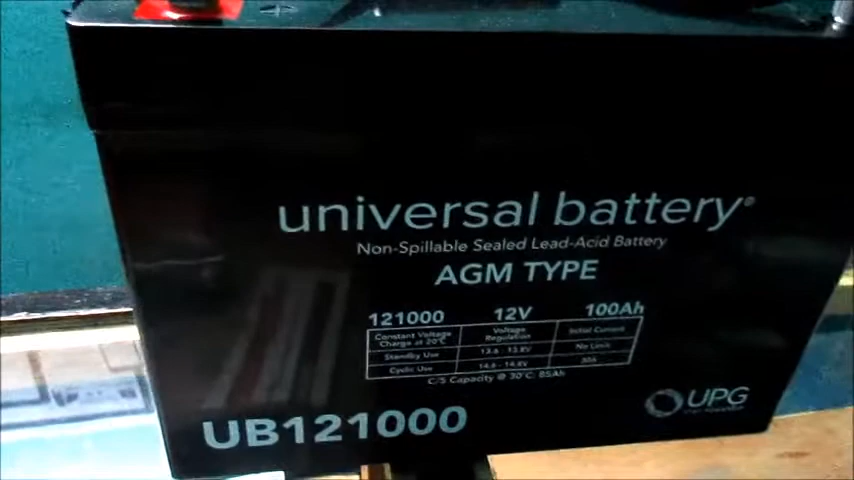 universal battery®
Non-Spillable Sealed Lead-Acid Battery
AGM TYPE
121000 12V 100Ah
Constant Voltage Charge at 20°C Voltage Regulation Initial Current
Standby Use 13.6 - 13.8V No Limit
Cyclic Use 14.5 - 14.9V 30A
C/5 Capacity @ 30°C: 85Ah
UB121000
UPG